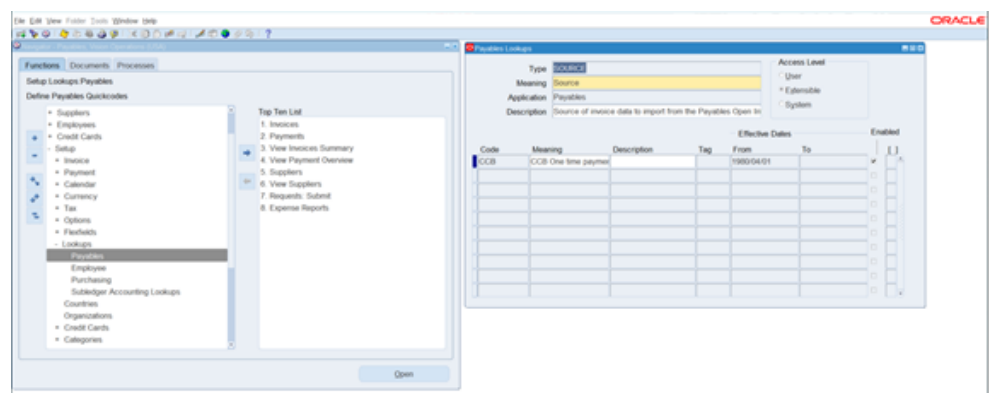 File Edit View Folder Tools Window Help
ORACLE
Functions Documents Processes
Setup Lookups:Payables
Define Payables Quickcodes
+ Suppliers
+ Employees
+ Credit Cards
- Setup
+ Invoice
+ Payment
+ Calendar
+ Currency
+ Tax
+ Options
+ Flexfields
- Lookups
Payables
Employee
Purchasing
Subledger Accounting Lookups
Countries
Organizations
+ Credit Cards
+ Categories
Top Ten List
1. Invoices
2. Payments
3. View Invoices Summary
4. View Payment Overview
5. Suppliers
6. View Suppliers
7. Requests: Submit
8. Expense Reports
Open
Payables Lookups
Type SOURCE
Meaning Source
Application Payables
Description Source of invoice data to import from the Payables Open In
Access Level
User
Extensible
System
Effective Dates Enabled
Code Meaning Description Tag From To [ ]
CCB CCB One time paymen 1980/04/01